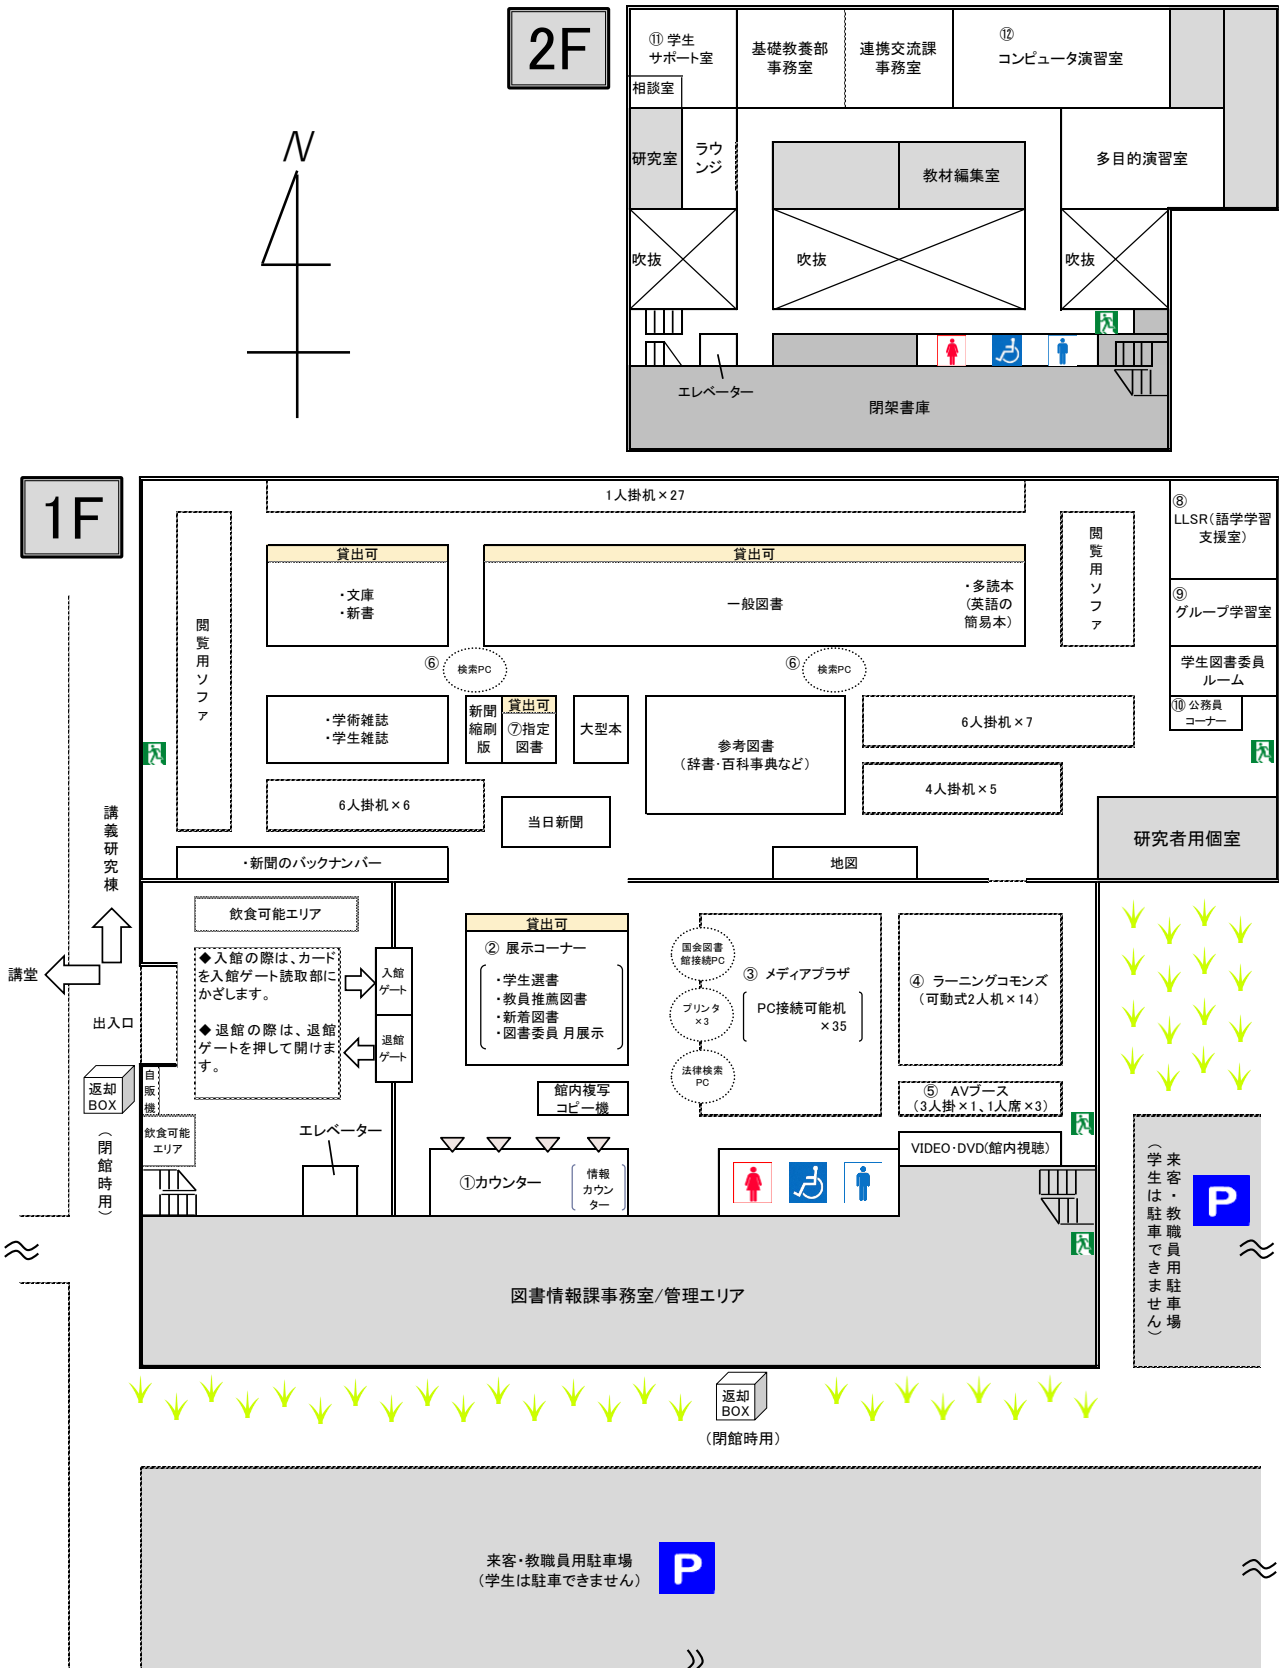 2F
⑪ 学生
サポート室
基礎教養部
事務室
連携交流課
事務室
⑫
コンピュータ演習室
相談室
研究室
ラウ
ンジ
教材編集室
多目的演習室
吹抜
吹抜
吹抜
エレベーター
閉架書庫
N
1F
1人掛机×27
閲覧用ソファ
貸出可
・文庫
・新書
貸出可
一般図書
・多読本
(英語の
簡易本)
閲覧用ソファ
⑧
LLSR(語学学習
支援室)
⑨
グループ学習室
学生図書委員
ルーム
⑩ 公務員
コーナー
⑥
検索PC
⑥
検索PC
・学術雑誌
・学生雑誌
新聞
縮刷
版
貸出可
⑦指定
図書
大型本
参考図書
(辞書・百科事典など)
6人掛机×7
4人掛机×5
6人掛机×6
当日新聞
研究者用個室
・新聞のバックナンバー
地図
講義研究棟
講堂
出入口
飲食可能エリア
◆入館の際は、カード
を入館ゲート読取部に
かざします。
◆ 退館の際は、退館
ゲートを押して開けま
す。
入館
ゲート
退館
ゲート
貸出可
② 展示コーナー
・学生選書
・教員推薦図書
・新着図書
・図書委員 月展示
国会図書
館接続PC
プリンタ
×3
法律検索
PC
③ メディアプラザ
PC接続可能机
×35
④ ラーニングコモンズ
(可動式2人机×14)
⑤ AVブース
(3人掛×1、1人席×3)
VIDEO・DVD(館内視聴)
館内複写
コピー機
返却
BOX
(閉館時用)
自販機
飲食可能
エリア
エレベーター
①カウンター
情報
カウン
ター
図書情報課事務室/管理エリア
来客・教職員用駐車場
(学生は駐車できません)
P
返却
BOX
(閉館時用)
来客・教職員用駐車場
(学生は駐車できません)
P